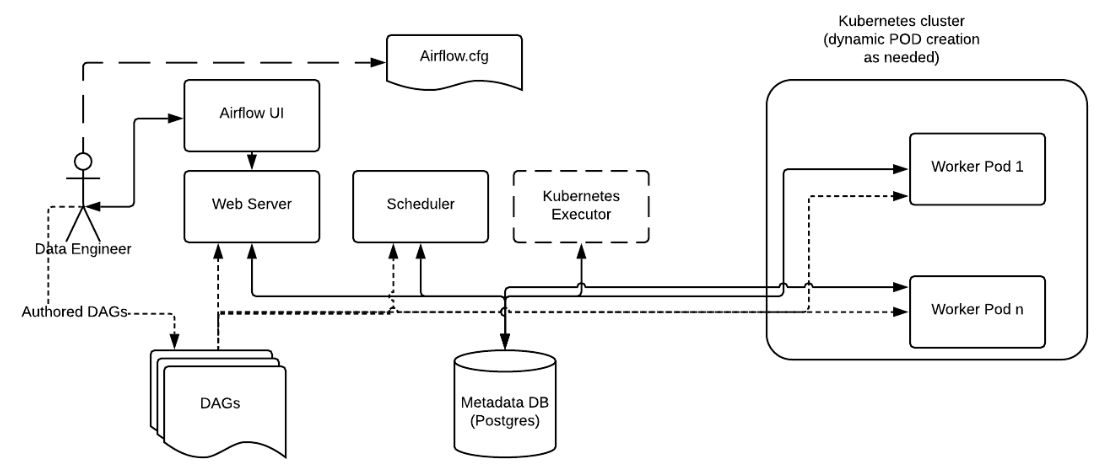 Kubernetes cluster
(dynamic POD creation
as needed)
Airflow.cfg
Airflow UI
Worker Pod 1
Web Server
Scheduler
Kubernetes
Executor
Data Engineer
Authored DAGs
Worker Pod n
DAGs
Metadata DB
(Postgres)